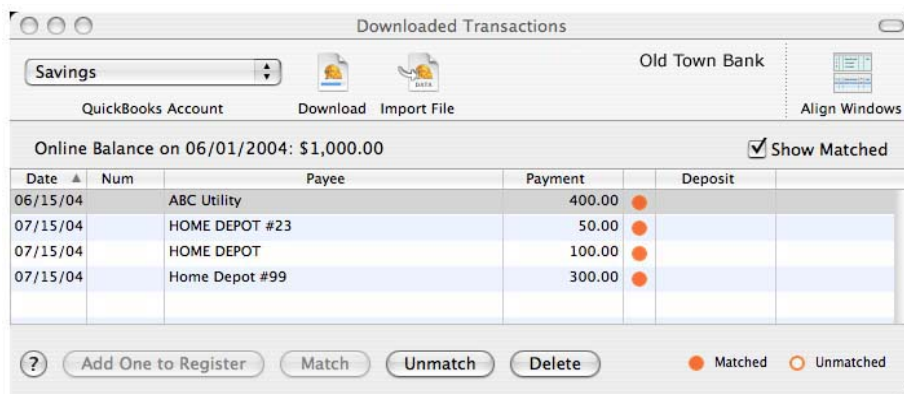 Downloaded Transactions
Savings
Old Town Bank
DATA
QuickBooks Account Download Import File Align Windows
Online Balance on 06/01/2004: $1,000.00 Show Matched
Date Num Payee Payment Deposit
06/15/04 ABC Utility 400.00
07/15/04 HOME DEPOT #23 50.00
07/15/04 HOME DEPOT 100.00
07/15/04 Home Depot #99 300.00
? Add One to Register Match Unmatch Delete Matched Unmatched